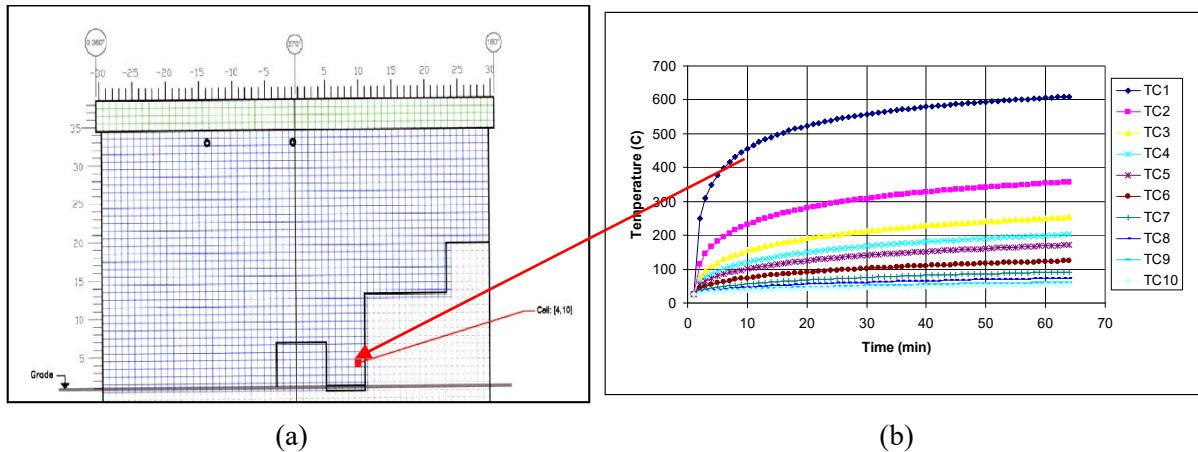 0-360° 270° 180°
-30 -25 -20 -15 -10 -5 5 10 15 20 25 30
35
30
25
20
15
10
5
Cell: [4,10]
Grade
(a)
700
600
500
400
300
200
100
0
Temperature (C)
0 10 20 30 40 50 60 70
Time (min)
TC1
TC2
TC3
TC4
TC5
TC6
TC7
TC8
TC9
TC10
(b)